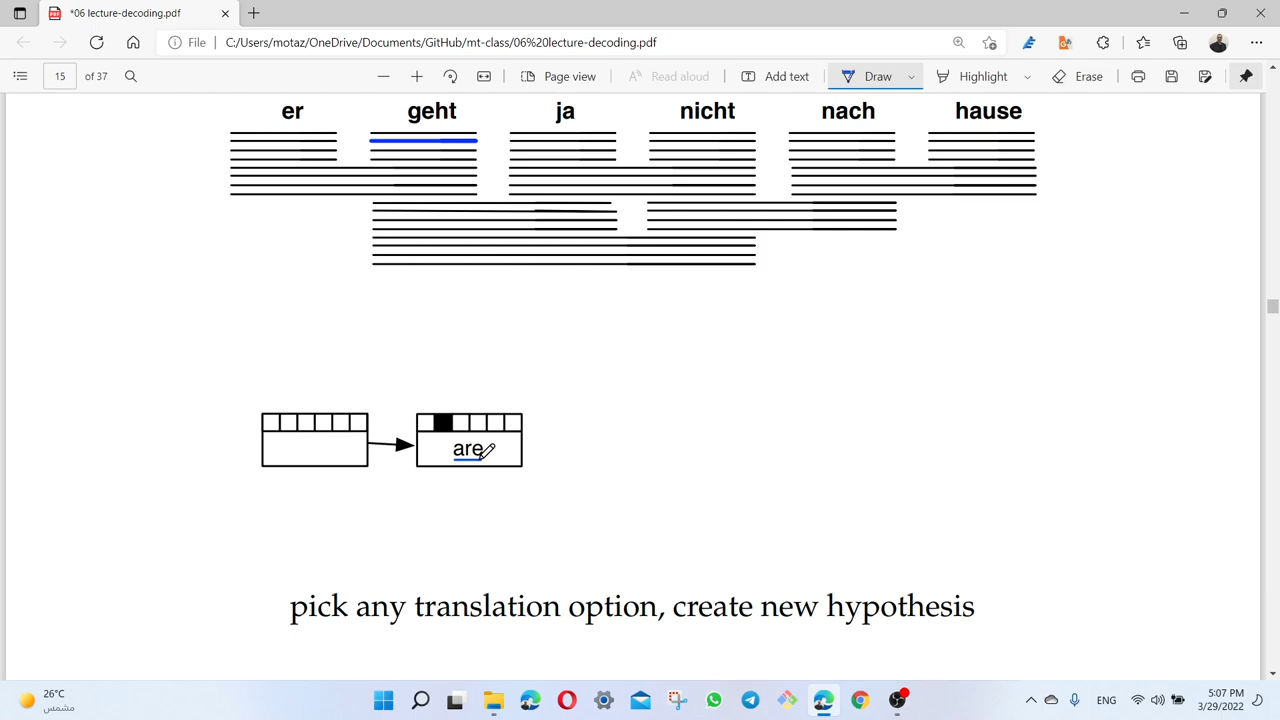 *06 lecture-decoding.pdf
File C:/Users/motaz/OneDrive/Documents/GitHub/mt-class/06%20lecture-decoding.pdf
15 of 37 Page view Read aloud Add text Draw Highlight Erase
er geht ja nicht nach hause
are
pick any translation option, create new hypothesis
26°C
مشمس
ENG
5:07 PM
3/29/2022